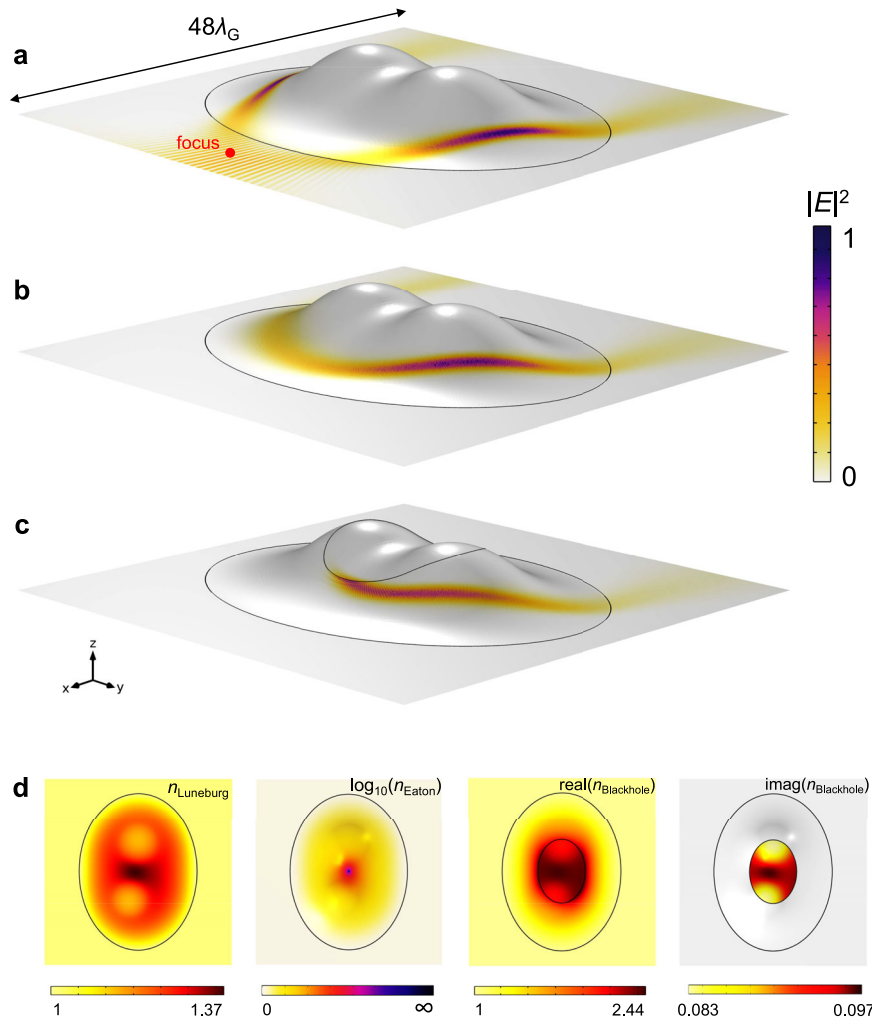 48λG
a
focus
|E|²
1
0
b
c
z
x
y
d
nLuneburg
log10(nEaton)
real(nBlackhole)
imag(nBlackhole)
1
1.37
0
∞
1
2.44
0.083
0.097